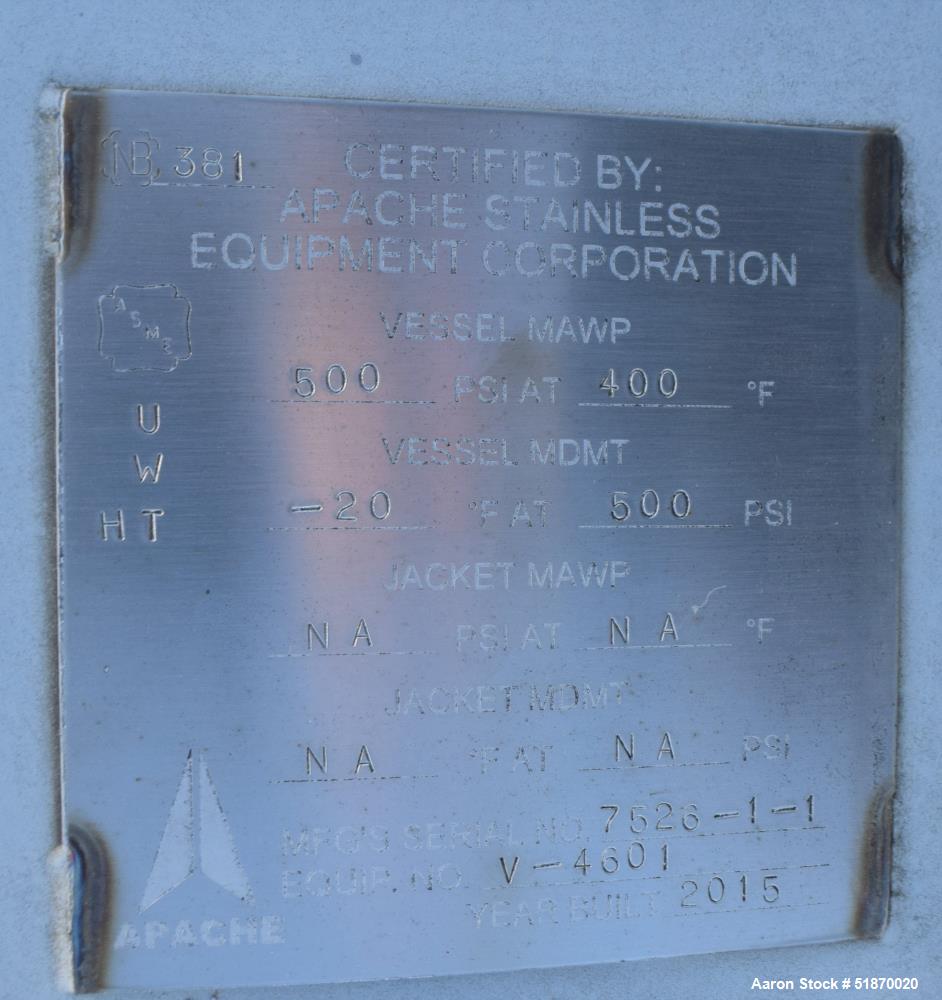 NB 381
CERTIFIED BY:
APACHE STAINLESS
EQUIPMENT CORPORATION
ASME
U
W
HT
VESSEL MAWP
500 PSI AT 400 °F
VESSEL MDMT
-20 °F AT 500 PSI
JACKET MAWP
NA PSI AT NA °F
JACKET MDMT
NA °F AT NA PSI
MFG'S SERIAL NO. 7526-1-1
EQUIP. NO. V-4601
YEAR BUILT 2015
APACHE
Aaron Stock # 51870020